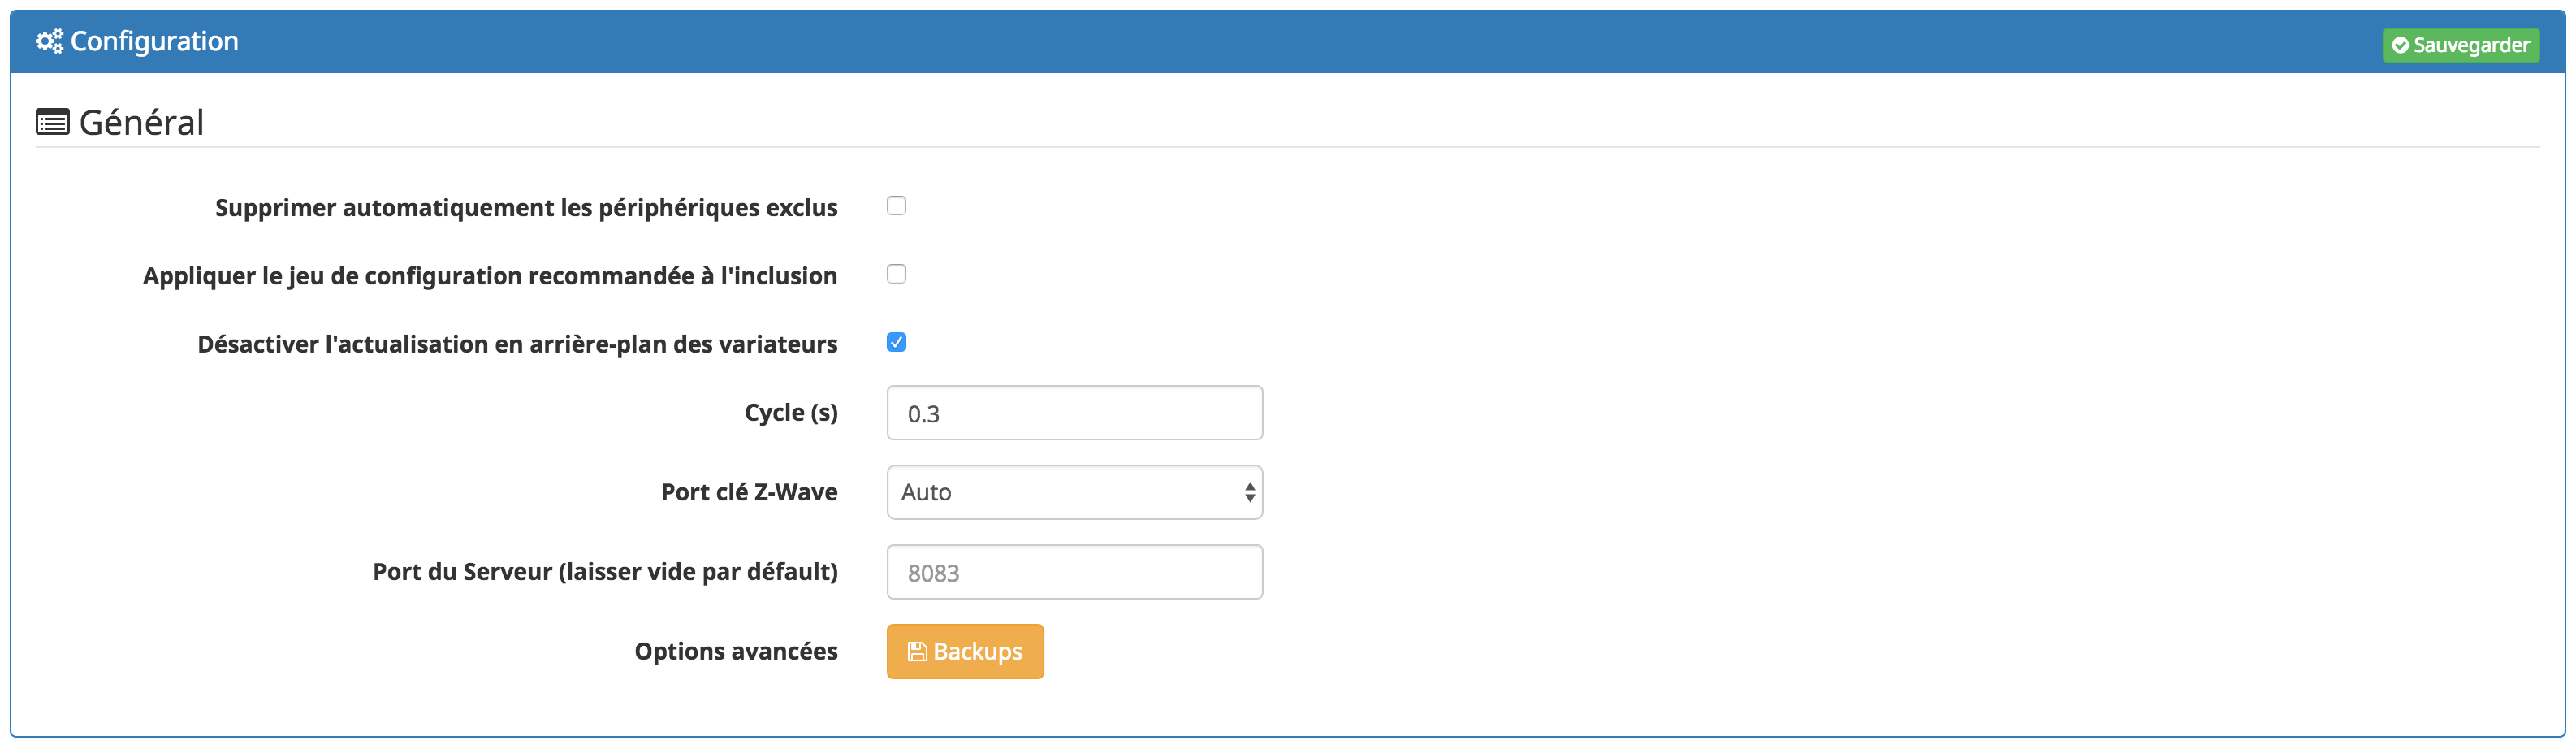 Configuration
Sauvegarder
Général
Supprimer automatiquement les périphériques exclus
Appliquer le jeu de configuration recommandée à l'inclusion
Désactiver l'actualisation en arrière-plan des variateurs
Cycle (s) 0.3
Port clé Z-Wave Auto
Port du Serveur (laisser vide par défault) 8083
Options avancées Backups